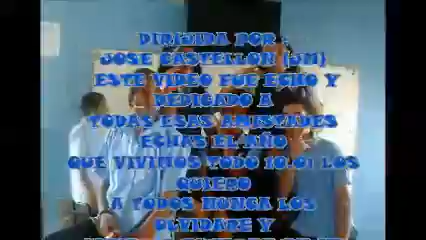 DIRIJIDA POR :
JOSE CASTELLON (JM)
ESTE VIDEO FUE ECHO Y
DEDICADO A
TODAS ESAS AMISTADES
ECHAS EL AÑO
QUE VIVIMOS TODO 10.01 LOS
QUIERO
A TODOS NONCA LOS
OLVIDARE Y